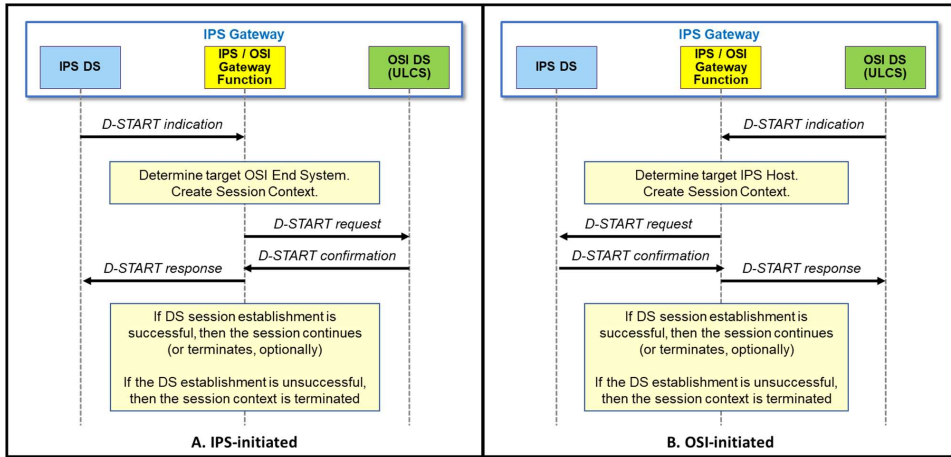 IPS Gateway
IPS DS
IPS / OSI
Gateway
Function
OSI DS
(ULCS)
D-START indication
Determine target OSI End System.
Create Session Context.
D-START request
D-START confirmation
D-START response
If DS session establishment is
successful, then the session continues
(or terminates, optionally)
If the DS establishment is unsuccessful,
then the session context is terminated
A. IPS-initiated
IPS Gateway
IPS DS
IPS / OSI
Gateway
Function
OSI DS
(ULCS)
D-START indication
Determine target IPS Host.
Create Session Context.
D-START request
D-START confirmation
D-START response
If DS session establishment is
successful, then the session continues
(or terminates, optionally)
If the DS establishment is unsuccessful,
then the session context is terminated
B. OSI-initiated